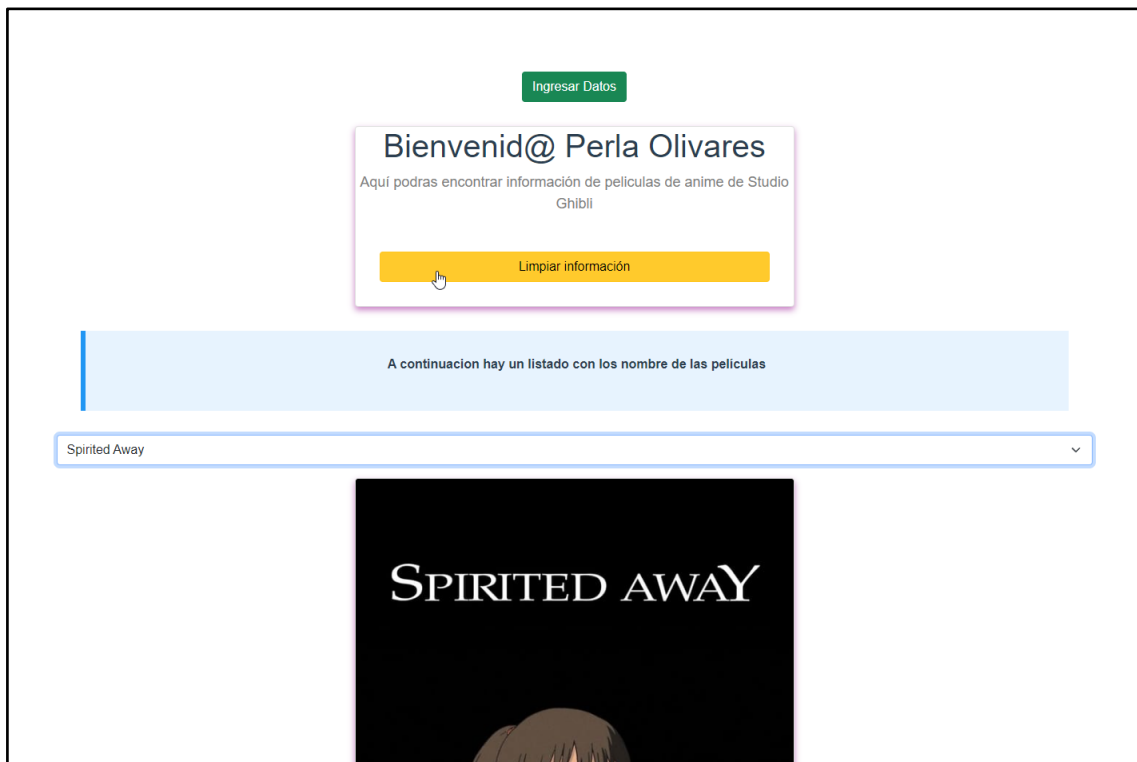 Ingresar Datos
Bienvenid@ Perla Olivares
Aquí podras encontrar información de peliculas de anime de Studio
Ghibli
Limpiar información
A continuacion hay un listado con los nombre de las peliculas
Spirited Away
SPIRITED AWAY